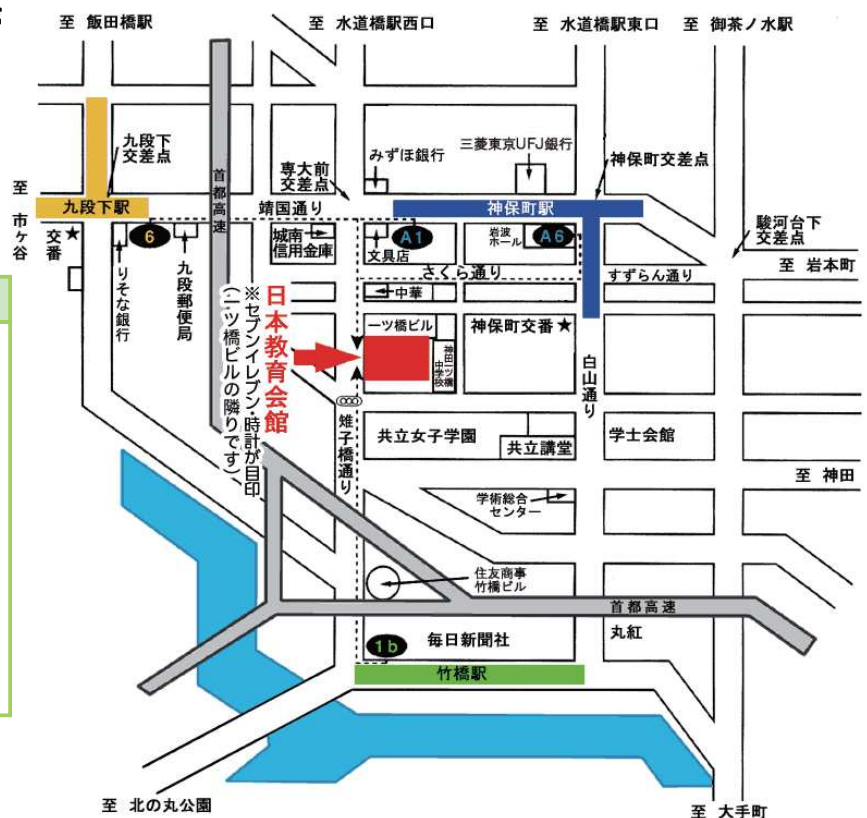 至 飯田橋駅
至 水道橋駅西口
至 水道橋駅東口
至 御茶ノ水駅
九段下
交差点
首都高速
専大前
交差点
みずほ銀行
三菱東京UFJ銀行
神保町交差点
至 市ヶ谷
九段下駅
靖国通り
神保町駅
交番★
りそな銀行
6
九段郵便局
城南
信用金庫
文具店
A1
岩波
ホール
A6
駿河台下
交差点
さくら通り
すずらん通り
至 岩本町
中華
日本教育会館
※セブンイレブン・時計が目印
(一ツ橋ビルの隣りです)
一ツ橋ビル
神田一ツ橋
中学校
神保町交番★
白山通り
雉子橋通り
共立女子学園
共立講堂
学士会館
至 神田
学術総合
センター
住友商事
竹橋ビル
首都高速
丸紅
1b
毎日新聞社
竹橋駅
至 北の丸公園
至 大手町